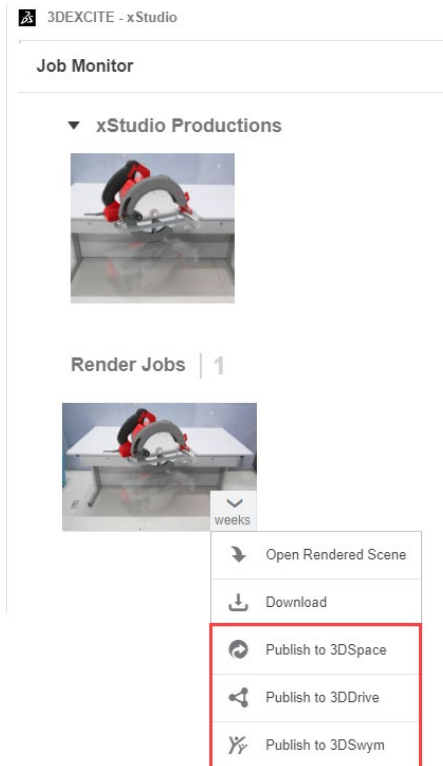 3DEXCITE - xStudio
Job Monitor
xStudio Productions
Render Jobs 1
weeks
Open Rendered Scene
Download
Publish to 3DSpace
Publish to 3DDrive
Publish to 3DSwym